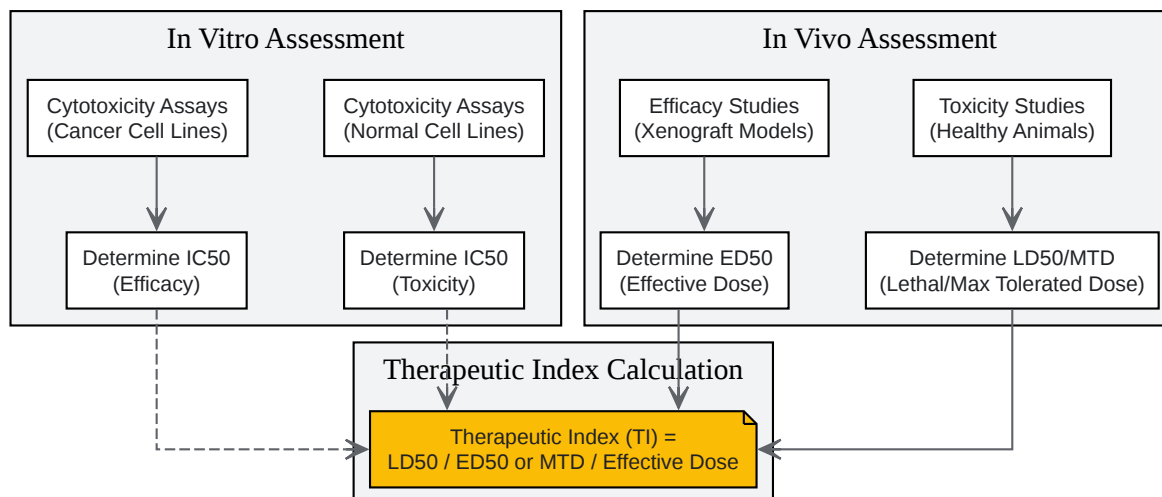 In Vitro Assessment
Cytotoxicity Assays
(Cancer Cell Lines)
Cytotoxicity Assays
(Normal Cell Lines)
Determine IC50
(Efficacy)
Determine IC50
(Toxicity)
In Vivo Assessment
Efficacy Studies
(Xenograft Models)
Toxicity Studies
(Healthy Animals)
Determine ED50
(Effective Dose)
Determine LD50/MTD
(Lethal/Max Tolerated Dose)
Therapeutic Index Calculation
Therapeutic Index (TI) =
LD50 / ED50 or MTD / Effective Dose